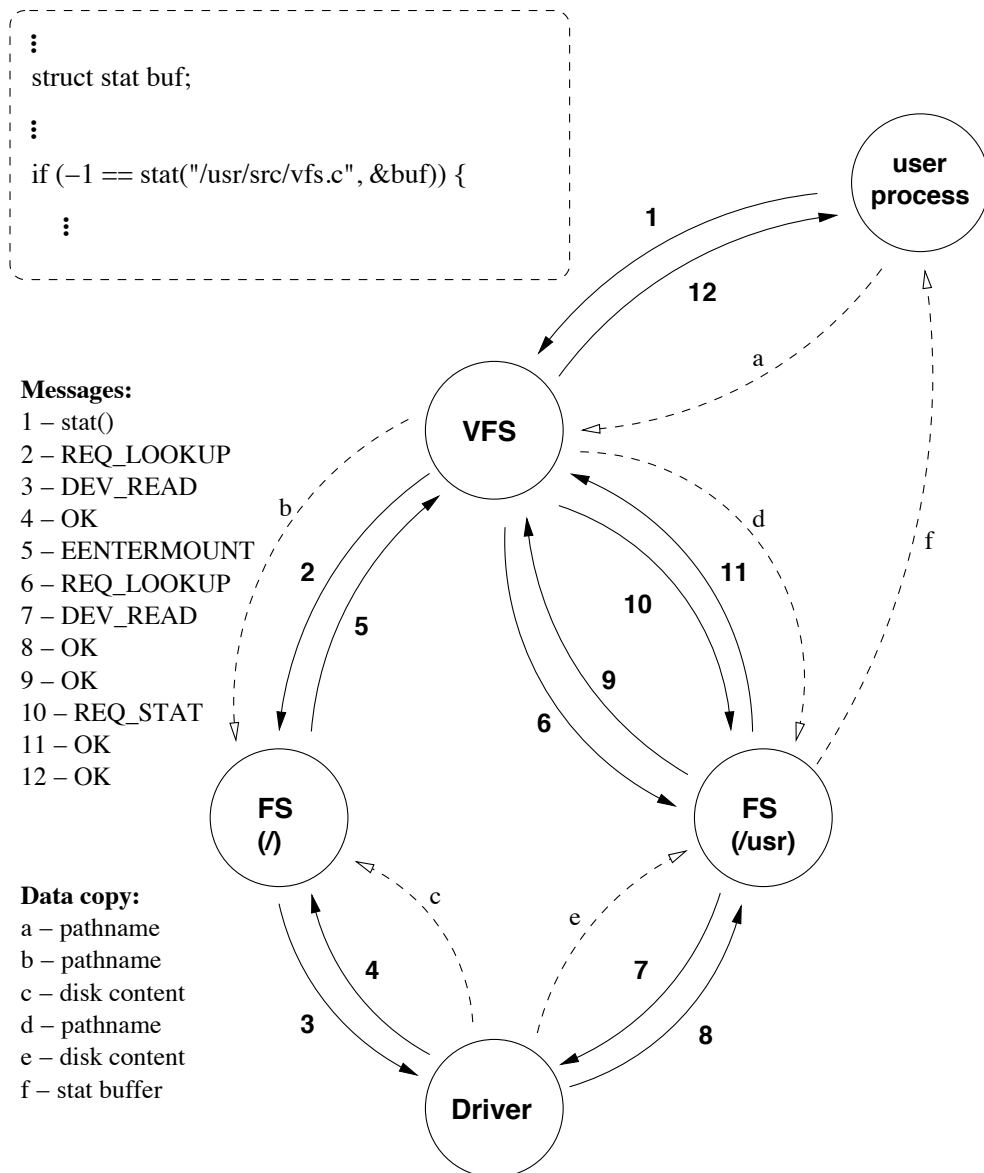 ⋮
struct stat buf;
⋮
if (−1 == stat("/usr/src/vfs.c", &buf)) {
⋮
user
process
1
12
a
VFS
Messages:
1 – stat()
2 – REQ_LOOKUP
3 – DEV_READ
4 – OK
5 – EENTERMOUNT
6 – REQ_LOOKUP
7 – DEV_READ
8 – OK
9 – OK
10 – REQ_STAT
11 – OK
12 – OK
b
2
5
d
f
11
10
9
6
FS
(/)
FS
(/usr)
Data copy:
a – pathname
b – pathname
c – disk content
d – pathname
e – disk content
f – stat buffer
c
e
4
3
7
8
Driver